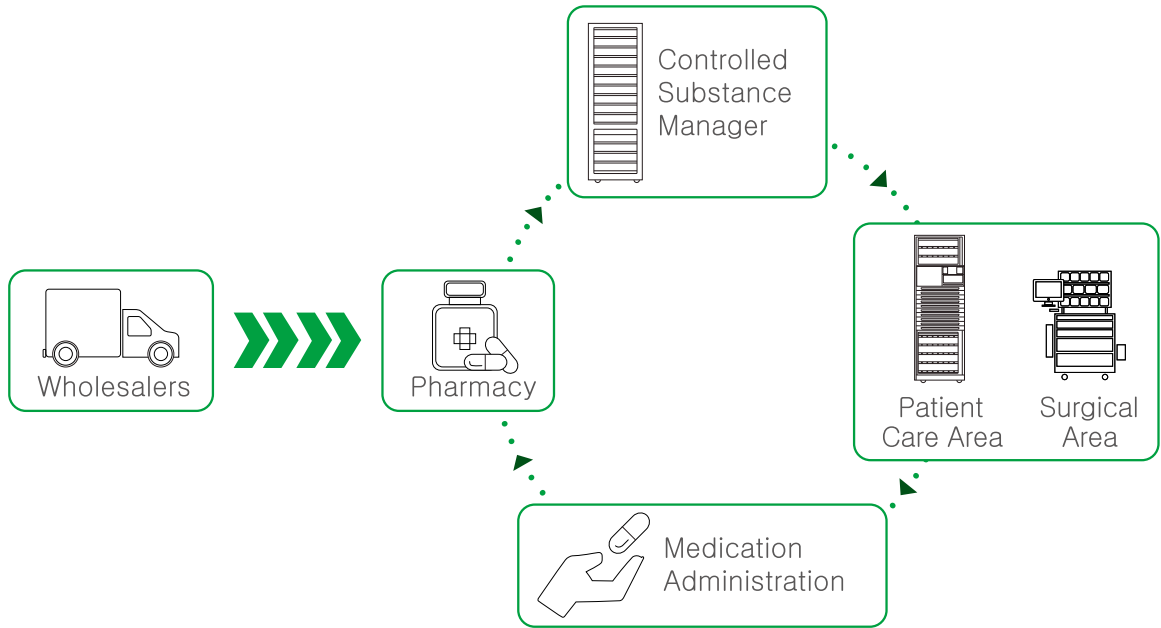 Controlled
Substance
Manager
Wholesalers
Pharmacy
Patient
Care Area
Surgical
Area
Medication
Administration